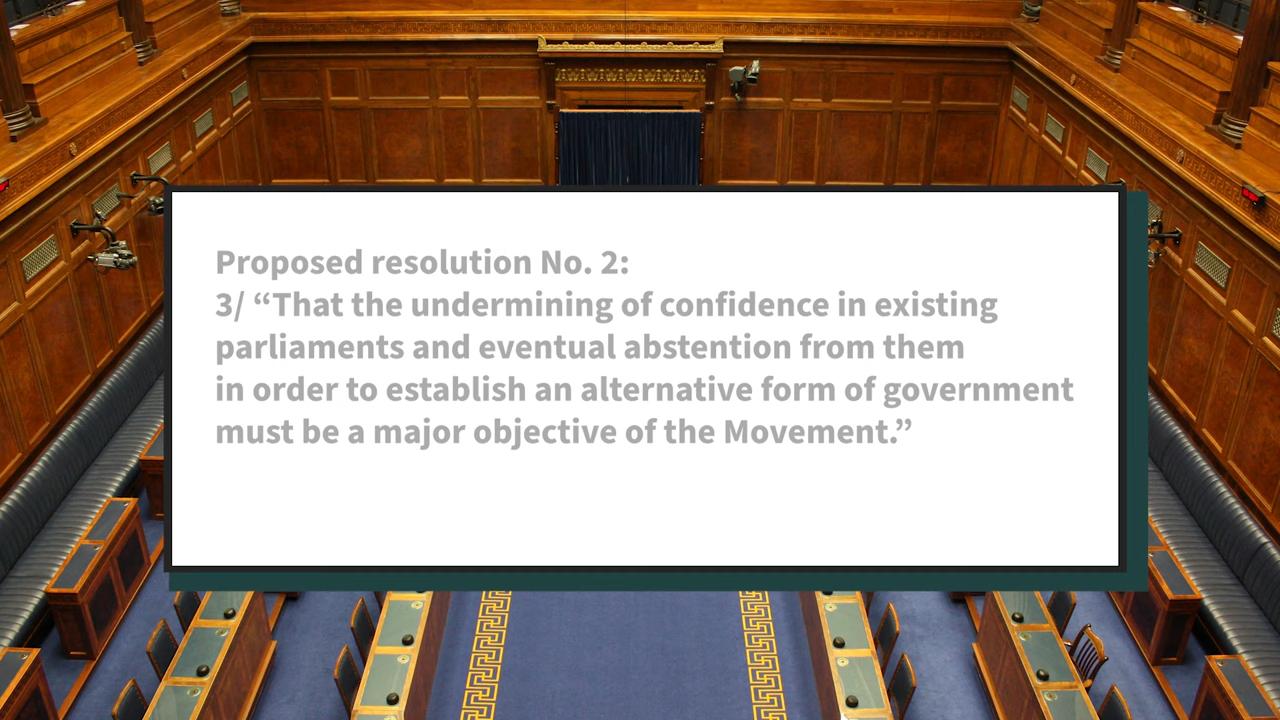 Proposed resolution No. 2:
3/ “That the undermining of confidence in existing
parliaments and eventual abstention from them
in order to establish an alternative form of government
must be a major objective of the Movement.”